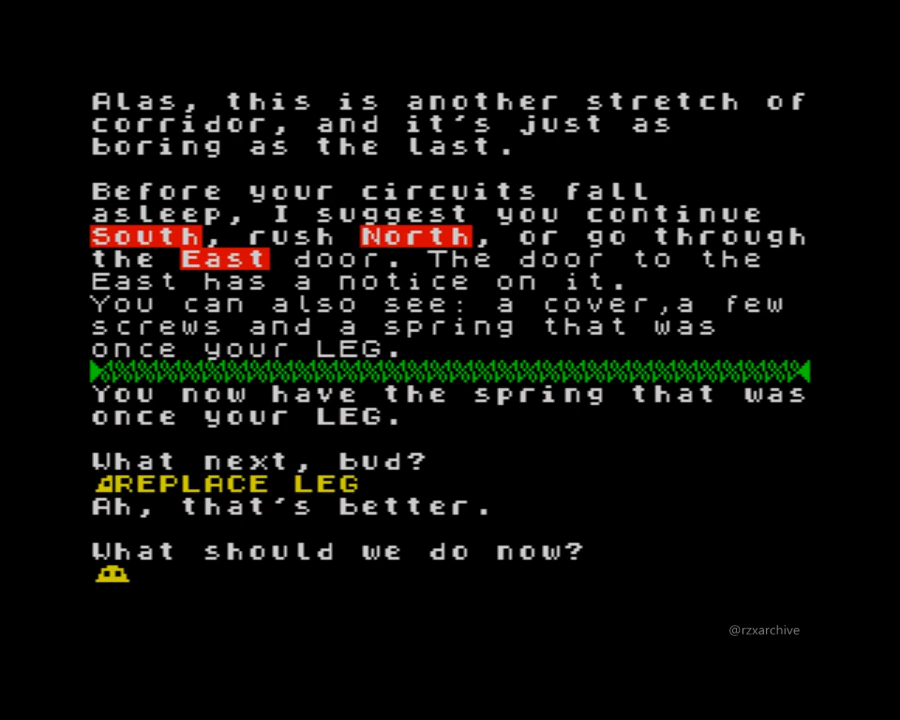 Alas, this is another stretch of
corridor, and it's just as
boring as the last.
Before your circuits fall
asleep, I suggest you continue
South, rush North, or go through
the East door. The door to the
East has a notice on it.
You can also see: a cover,a few
screws and a spring that was
once your LEG.
You now have the spring that was
once your LEG.
What next, bud?
REPLACE LEG
Ah, that's better.
What should we do now?
@rzxarchive